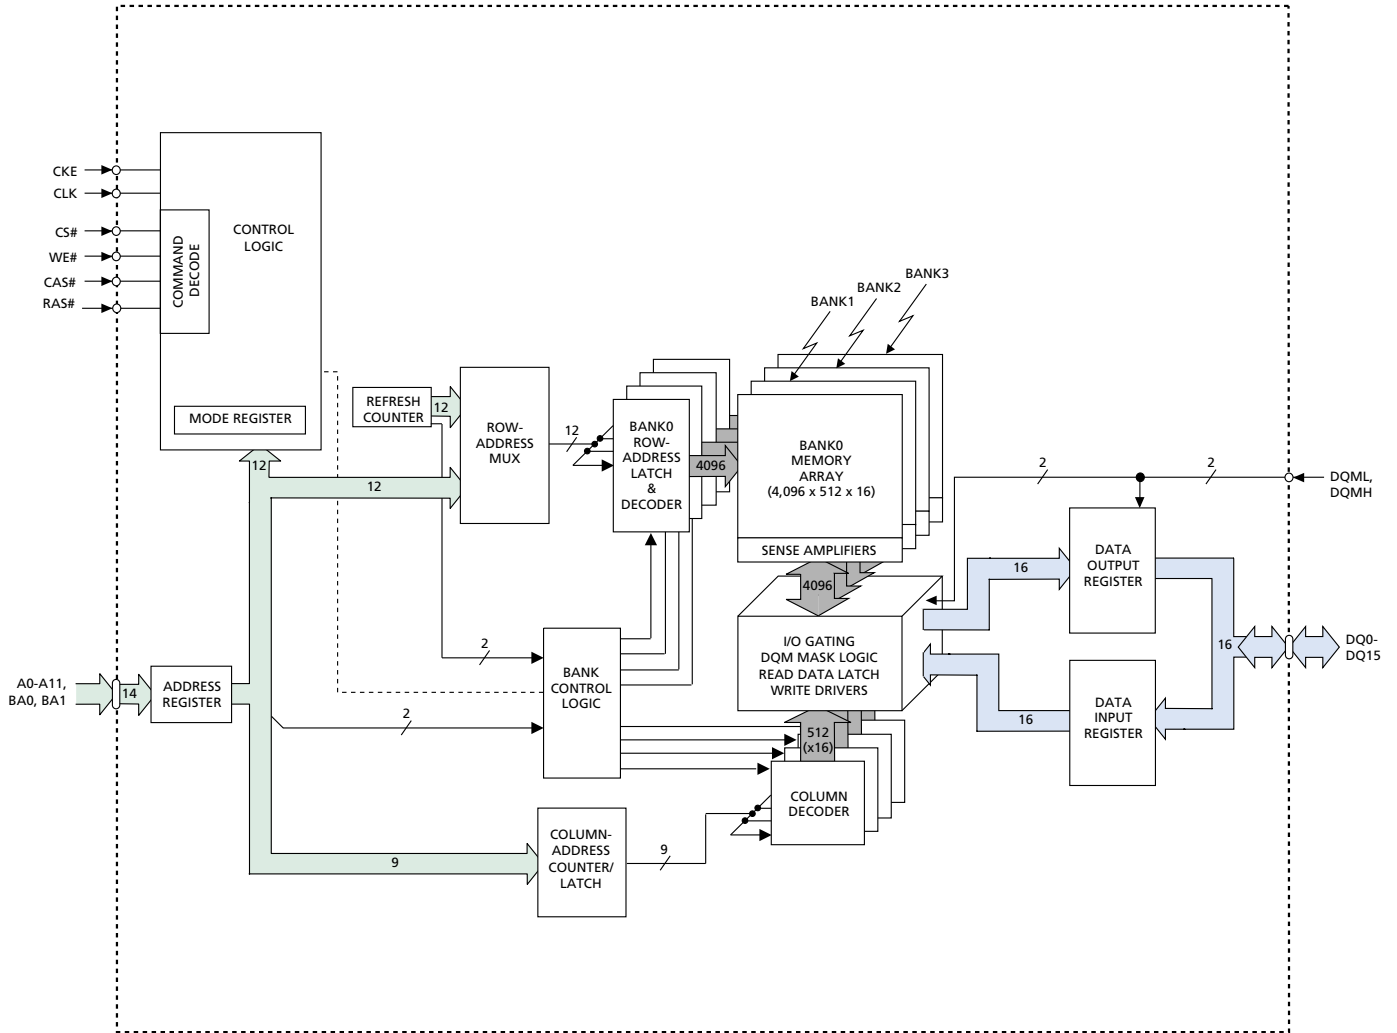 CKE
CLK
CS#
WE#
CAS#
RAS#
COMMAND
DECODE
CONTROL
LOGIC
MODE REGISTER
12
12
REFRESH
COUNTER
12
ROW-
ADDRESS
MUX
12
BANK0
ROW-
ADDRESS
LATCH
&
DECODER
4096
BANK1
BANK2
BANK3
BANK0
MEMORY
ARRAY
(4,096 x 512 x 16)
SENSE AMPLIFIERS
4096
I/O GATING
DQM MASK LOGIC
READ DATA LATCH
WRITE DRIVERS
2
2
DQML,
DQMH
DATA
OUTPUT
REGISTER
16
16
DQ0-
DQ15
DATA
INPUT
REGISTER
16
A0-A11,
BA0, BA1
14
ADDRESS
REGISTER
2
2
BANK
CONTROL
LOGIC
512
(x16)
COLUMN
DECODER
9
COLUMN-
ADDRESS
COUNTER/
LATCH
9